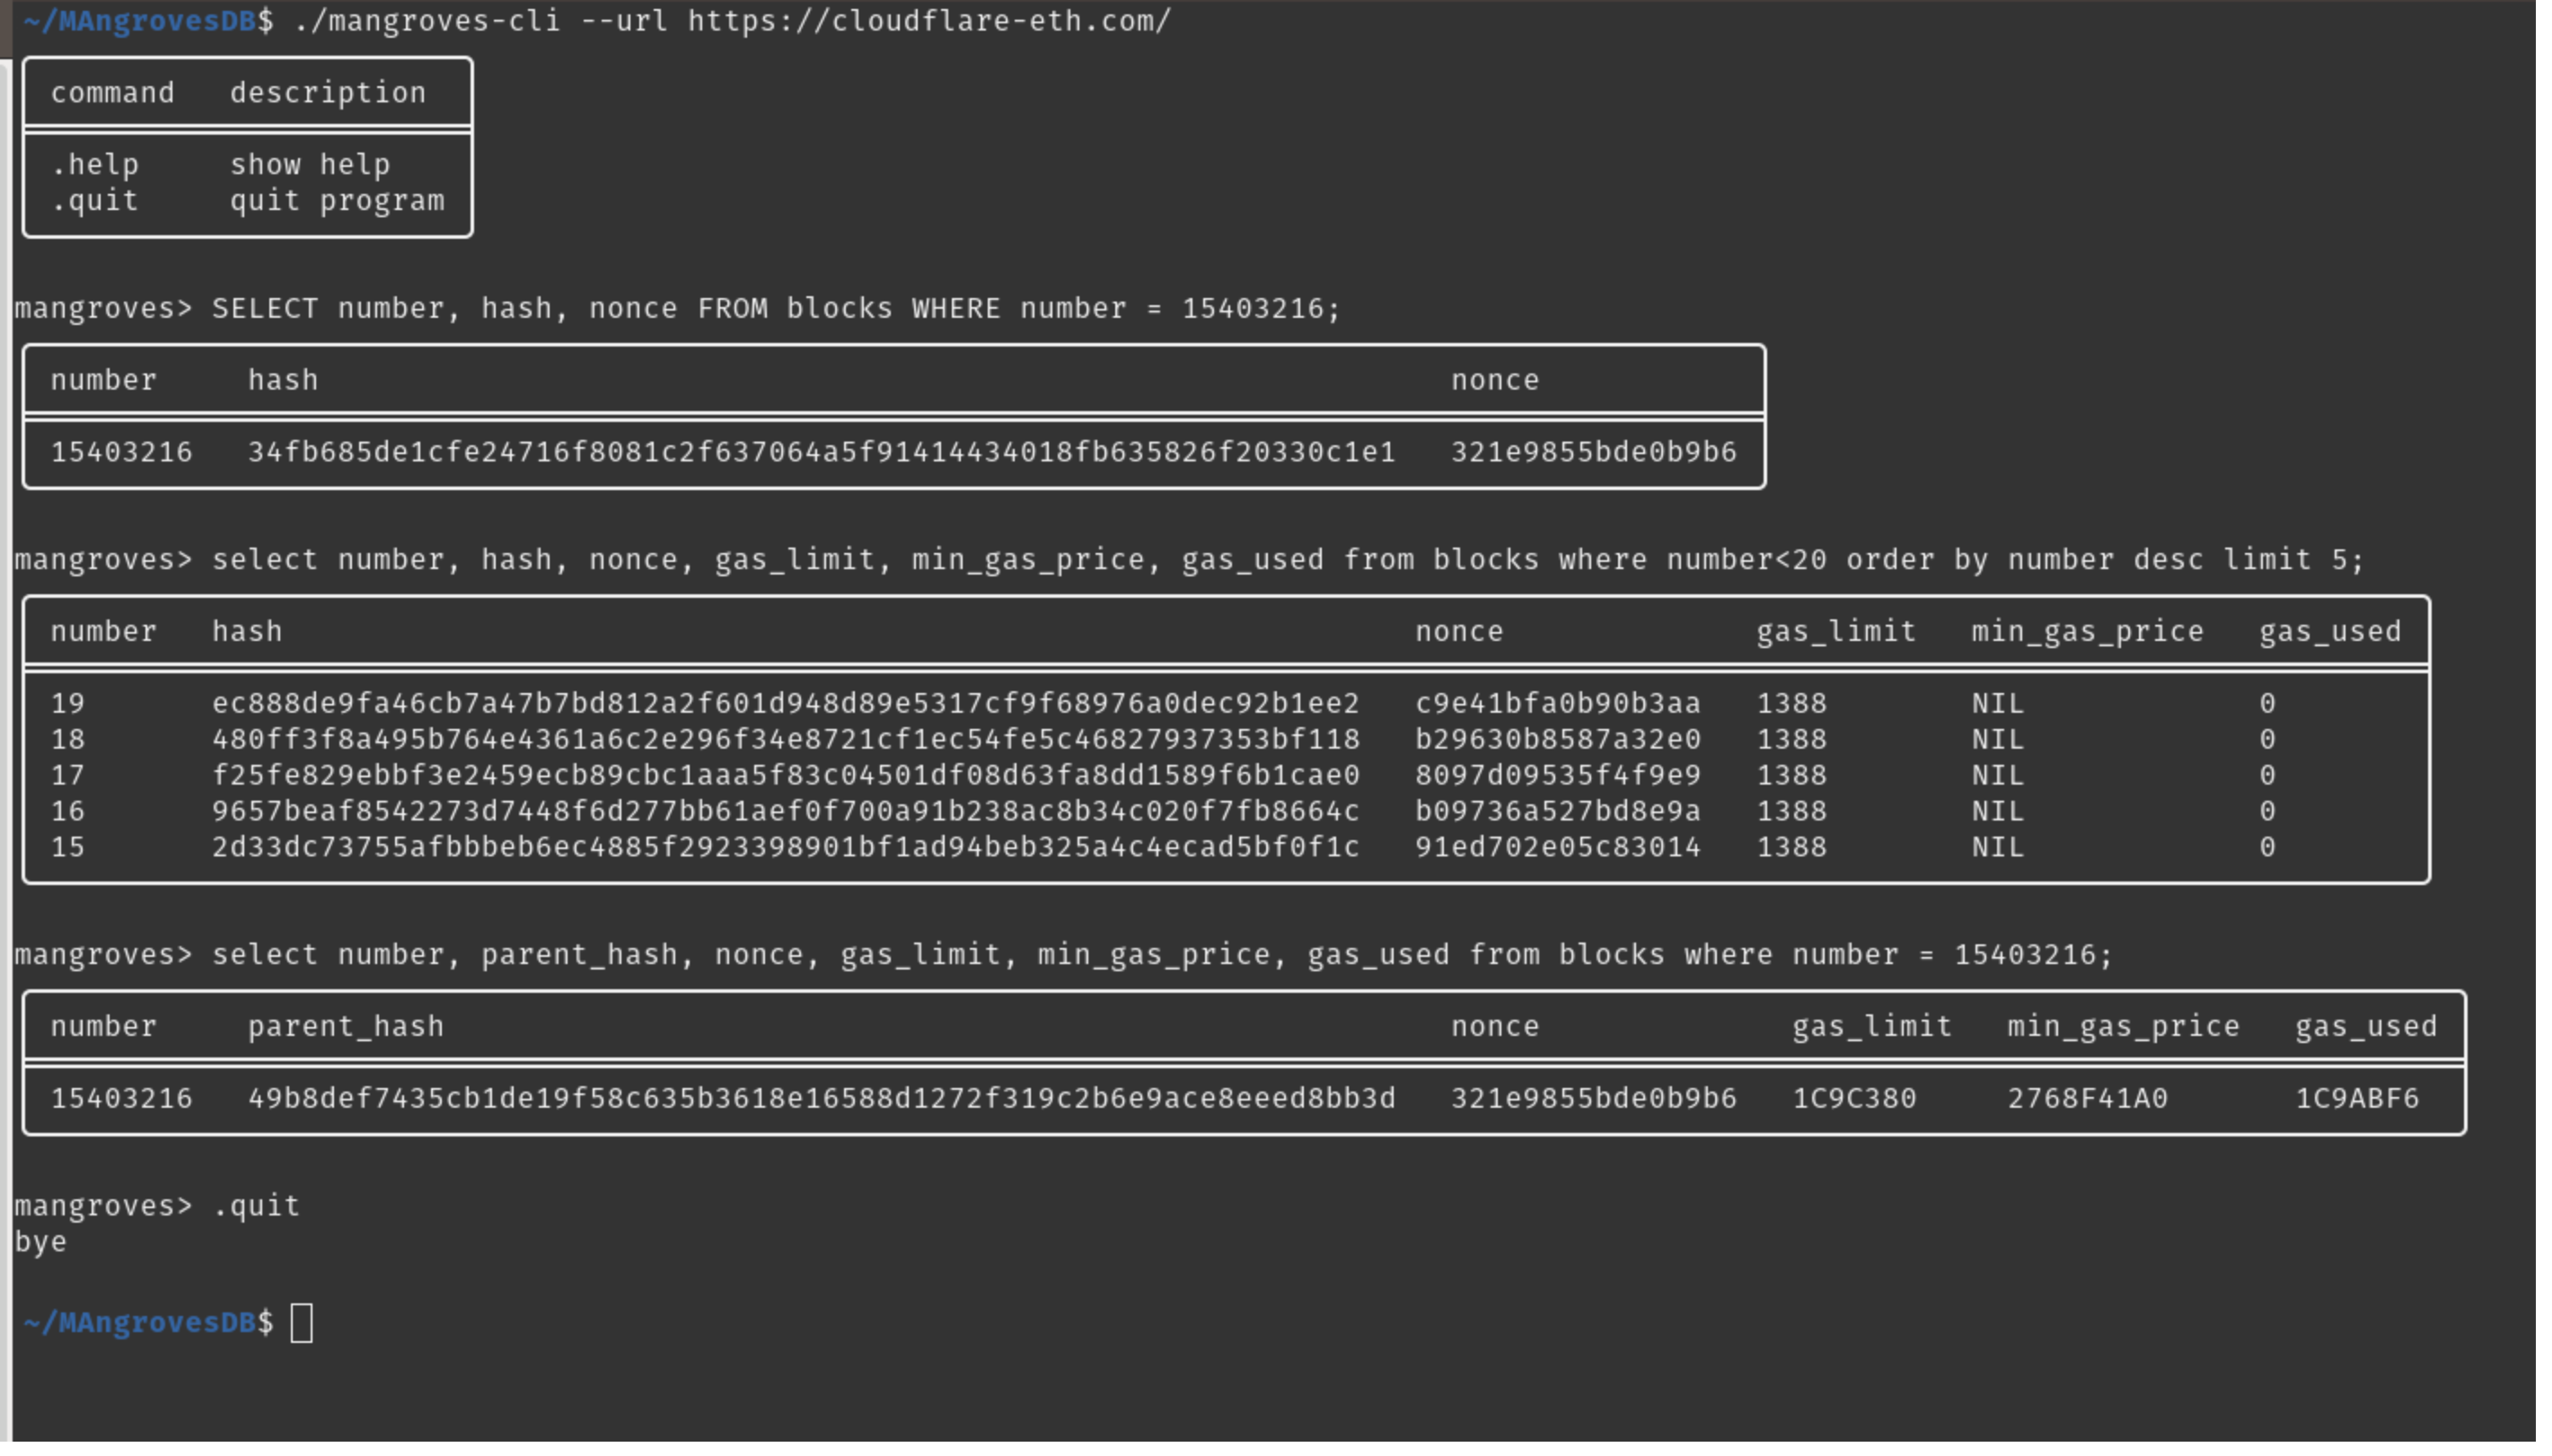 ~/MAngrovesDB$ ./mangroves-cli --url https://cloudflare-eth.com/
command description
.help show help
.quit quit program
mangroves> SELECT number, hash, nonce FROM blocks WHERE number = 15403216;
number hash nonce
15403216 34fb685de1cfe24716f8081c2f637064a5f91414434018fb635826f20330c1e1 321e9855bde0b9b6
mangroves> select number, hash, nonce, gas_limit, min_gas_price, gas_used from blocks where number<20 order by number desc limit 5;
number hash nonce gas_limit min_gas_price gas_used
19 ec888de9fa46cb7a47b7bd812a2f601d948d89e5317cf9f68976a0dec92b1ee2 c9e41bfa0b90b3aa 1388 NIL 0
18 480ff3f8a495b764e4361a6c2e296f34e8721cf1ec54fe5c46827937353bf118 b29630b8587a32e0 1388 NIL 0
17 f25fe829ebbf3e2459ecb89cbc1aaa5f83c04501df08d63fa8dd1589f6b1cae0 8097d09535f4f9e9 1388 NIL 0
16 9657beaf8542273d7448f6d277bb61aef0f700a91b238ac8b34c020f7fb8664c b09736a527bd8e9a 1388 NIL 0
15 2d33dc73755afbbbeb6ec4885f2923398901bf1ad94beb325a4c4ecad5bf0f1c 91ed702e05c83014 1388 NIL 0
mangroves> select number, parent_hash, nonce, gas_limit, min_gas_price, gas_used from blocks where number = 15403216;
number parent_hash nonce gas_limit min_gas_price gas_used
15403216 49b8def7435cb1de19f58c635b3618e16588d1272f319c2b6e9ace8eeed8bb3d 321e9855bde0b9b6 1C9C380 2768F41A0 1C9ABF6
mangroves> .quit
bye
~/MAngrovesDB$